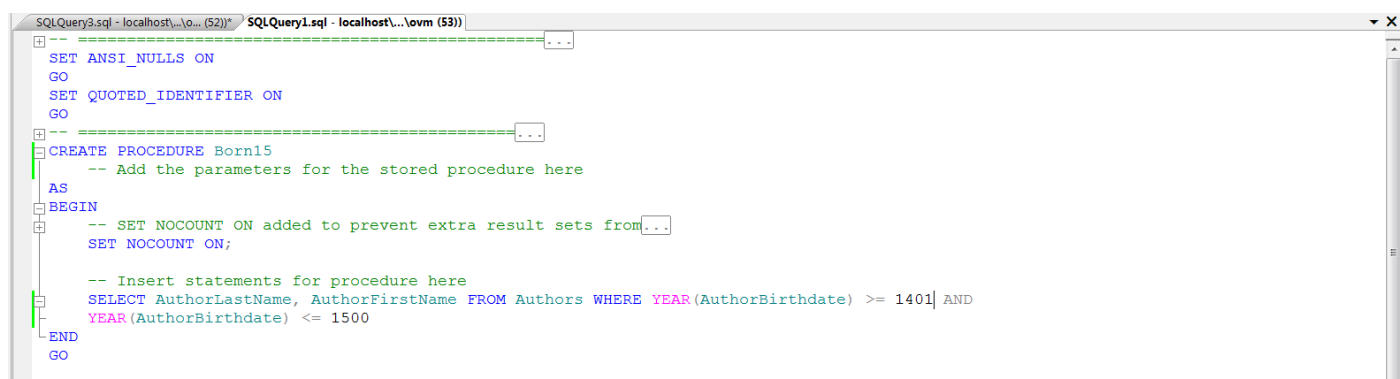 SQLQuery3.sql - localhost\...\o... (52))* SQLQuery1.sql - localhost\...\ovm (53))
-- ================================================...
SET ANSI_NULLS ON
GO
SET QUOTED_IDENTIFIER ON
GO
-- =============================================...
CREATE PROCEDURE Born15
-- Add the parameters for the stored procedure here
AS
BEGIN
-- SET NOCOUNT ON added to prevent extra result sets from...
SET NOCOUNT ON;
-- Insert statements for procedure here
SELECT AuthorLastName, AuthorFirstName FROM Authors WHERE YEAR(AuthorBirthdate) >= 1401 AND
YEAR(AuthorBirthdate) <= 1500
END
GO